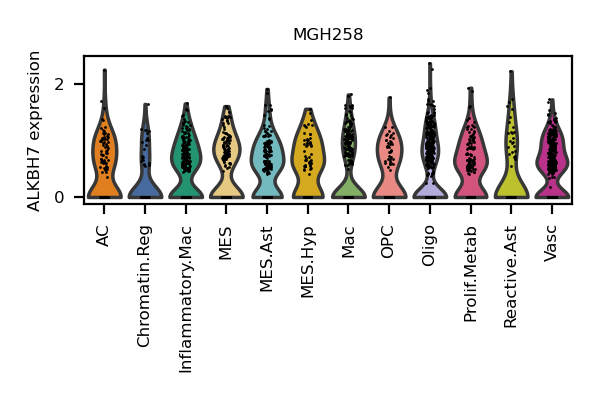 MGH258
ALKBH7 expression
2
0
AC
Chromatin.Reg
Inflammatory.Mac
MES
MES.Ast
MES.Hyp
Mac
OPC
Oligo
Prolif.Metab
Reactive.Ast
Vasc